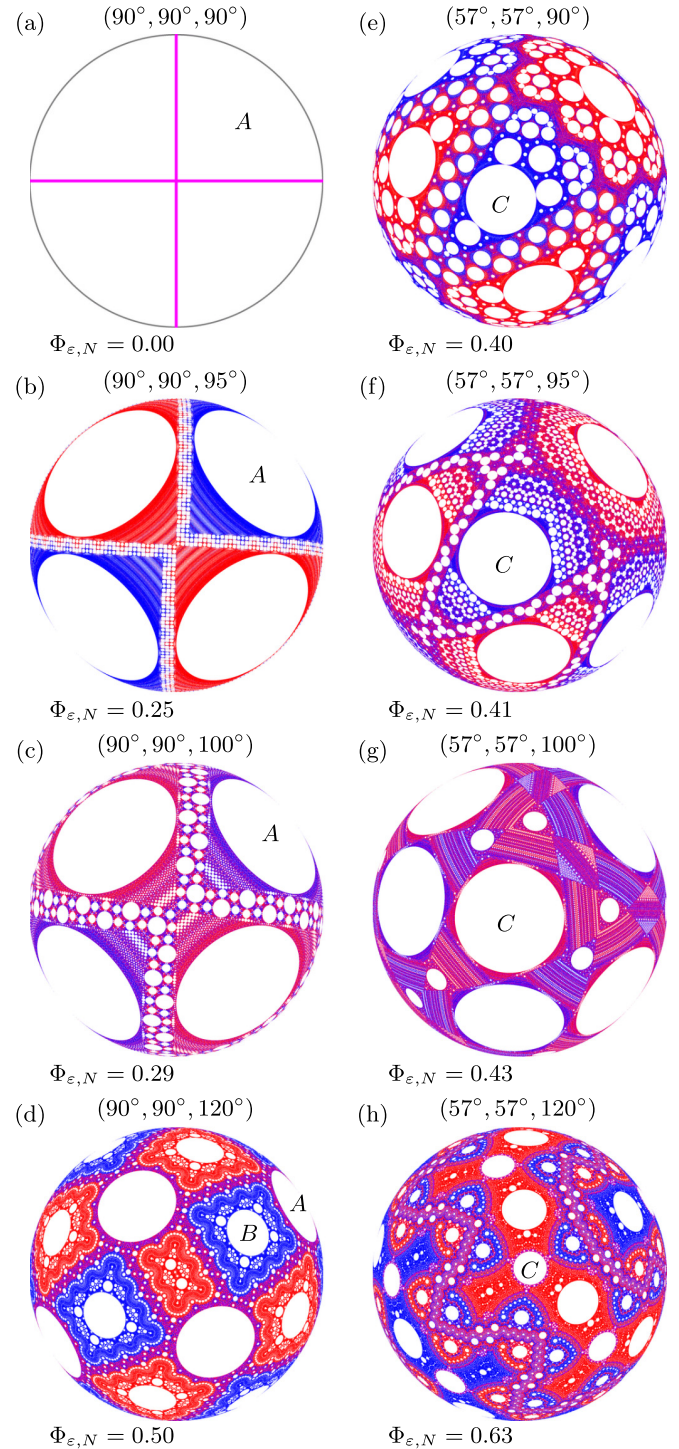 (a)
(90°, 90°, 90°)
A
Φ_{ε,N} = 0.00
(b)
(90°, 90°, 95°)
A
Φ_{ε,N} = 0.25
(c)
(90°, 90°, 100°)
A
Φ_{ε,N} = 0.29
(d)
(90°, 90°, 120°)
A
B
Φ_{ε,N} = 0.50
(e)
(57°, 57°, 90°)
C
Φ_{ε,N} = 0.40
(f)
(57°, 57°, 95°)
C
Φ_{ε,N} = 0.41
(g)
(57°, 57°, 100°)
C
Φ_{ε,N} = 0.43
(h)
(57°, 57°, 120°)
C
Φ_{ε,N} = 0.63